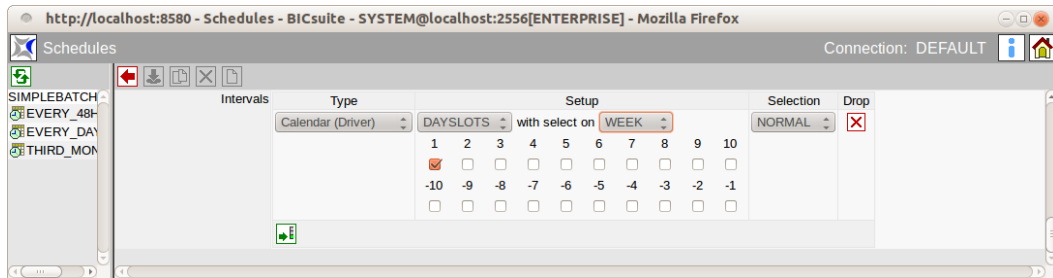 http://localhost:8580 - Schedules - BICsuite - SYSTEM@localhost:2556[ENTERPRISE] - Mozilla Firefox
Schedules
Connection: DEFAULT
SIMPLEBATCH
EVERY_48H
EVERY_DAY
THIRD_MON
Intervals Type Setup Selection Drop
Calendar (Driver) DAYSLOTS with select on WEEK NORMAL
1 2 3 4 5 6 7 8 9 10
-10 -9 -8 -7 -6 -5 -4 -3 -2 -1